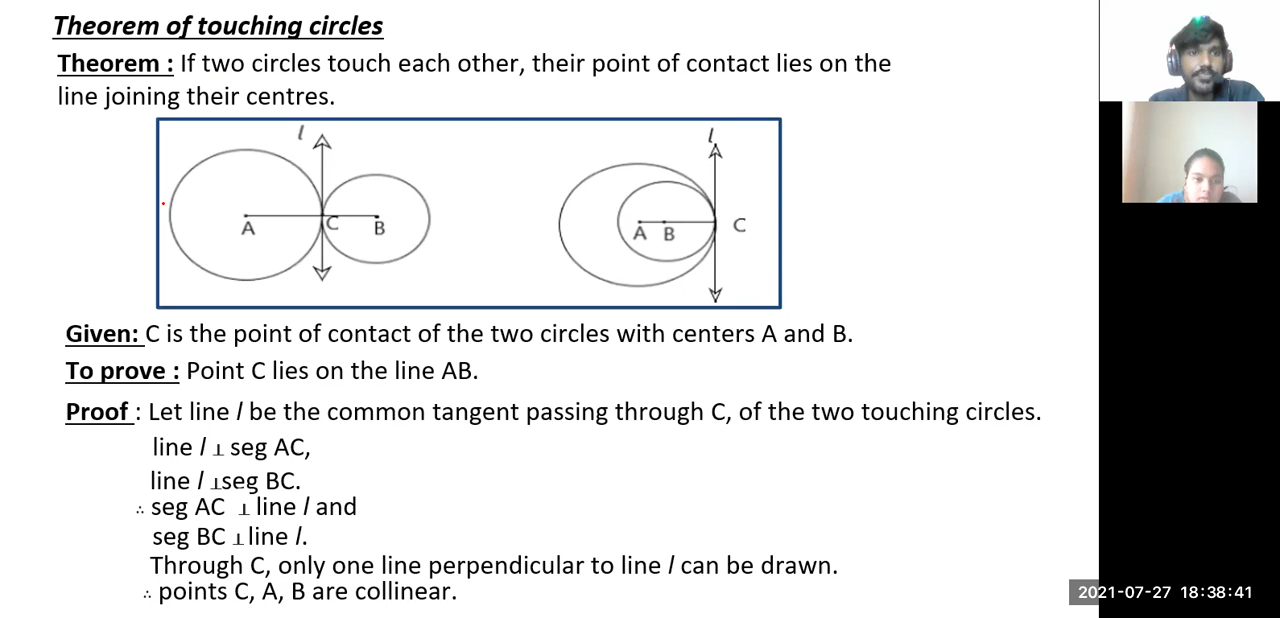 Theorem of touching circles
Theorem : If two circles touch each other, their point of contact lies on the
line joining their centres.
l
A
C
B
l
A B
C
Given: C is the point of contact of the two circles with centers A and B.
To prove : Point C lies on the line AB.
Proof : Let line l be the common tangent passing through C, of the two touching circles.
line l ⊥ seg AC,
line l ⊥seg BC.
∴ seg AC ⊥ line l and
seg BC ⊥ line l.
Through C, only one line perpendicular to line l can be drawn.
∴ points C, A, B are collinear.
2021-07-27 18:38:41